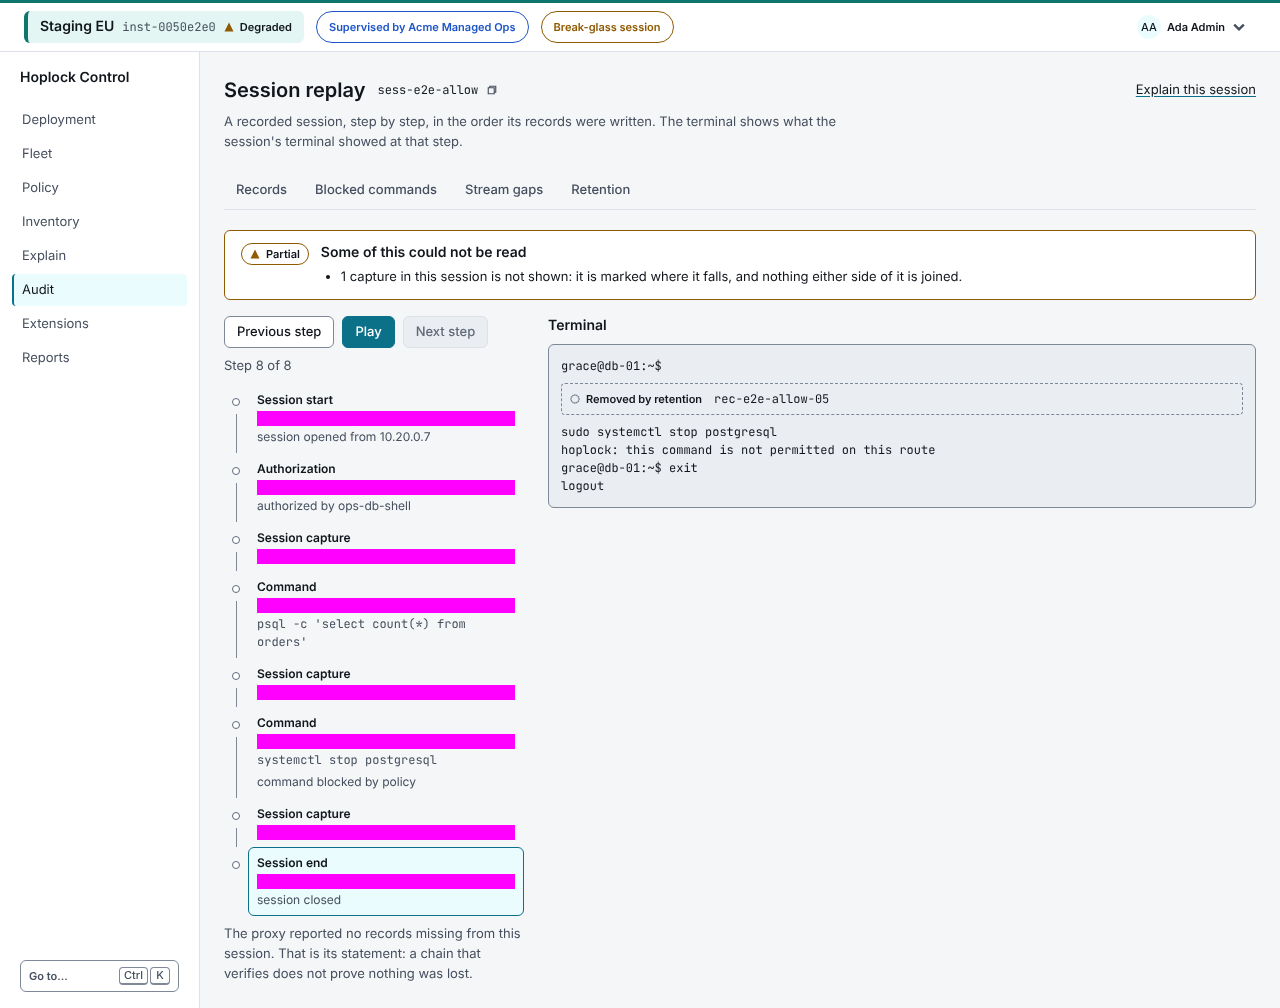 Staging EU inst-0050e2e0 Degraded Supervised by Acme Managed Ops Break-glass session AA Ada Admin
Hoplock Control
Deployment
Fleet
Policy
Inventory
Explain
Audit
Extensions
Reports
Go to... Ctrl K
Session replay sess-e2e-allow Explain this session
A recorded session, step by step, in the order its records were written. The terminal shows what the
session's terminal showed at that step.
Records Blocked commands Stream gaps Retention
Partial Some of this could not be read
• 1 capture in this session is not shown: it is marked where it falls, and nothing either side of it is joined.
Previous step Play Next step
Step 8 of 8
Session start
session opened from 10.20.0.7
Authorization
authorized by ops-db-shell
Session capture
Command
psql -c 'select count(*) from
orders'
Session capture
Command
systemctl stop postgresql
command blocked by policy
Session capture
Session end
session closed
The proxy reported no records missing from this
session. That is its statement: a chain that
verifies does not prove nothing was lost.
Terminal
grace@db-01:~$
Removed by retention rec-e2e-allow-05
sudo systemctl stop postgresql
hoplock: this command is not permitted on this route
grace@db-01:~$ exit
logout